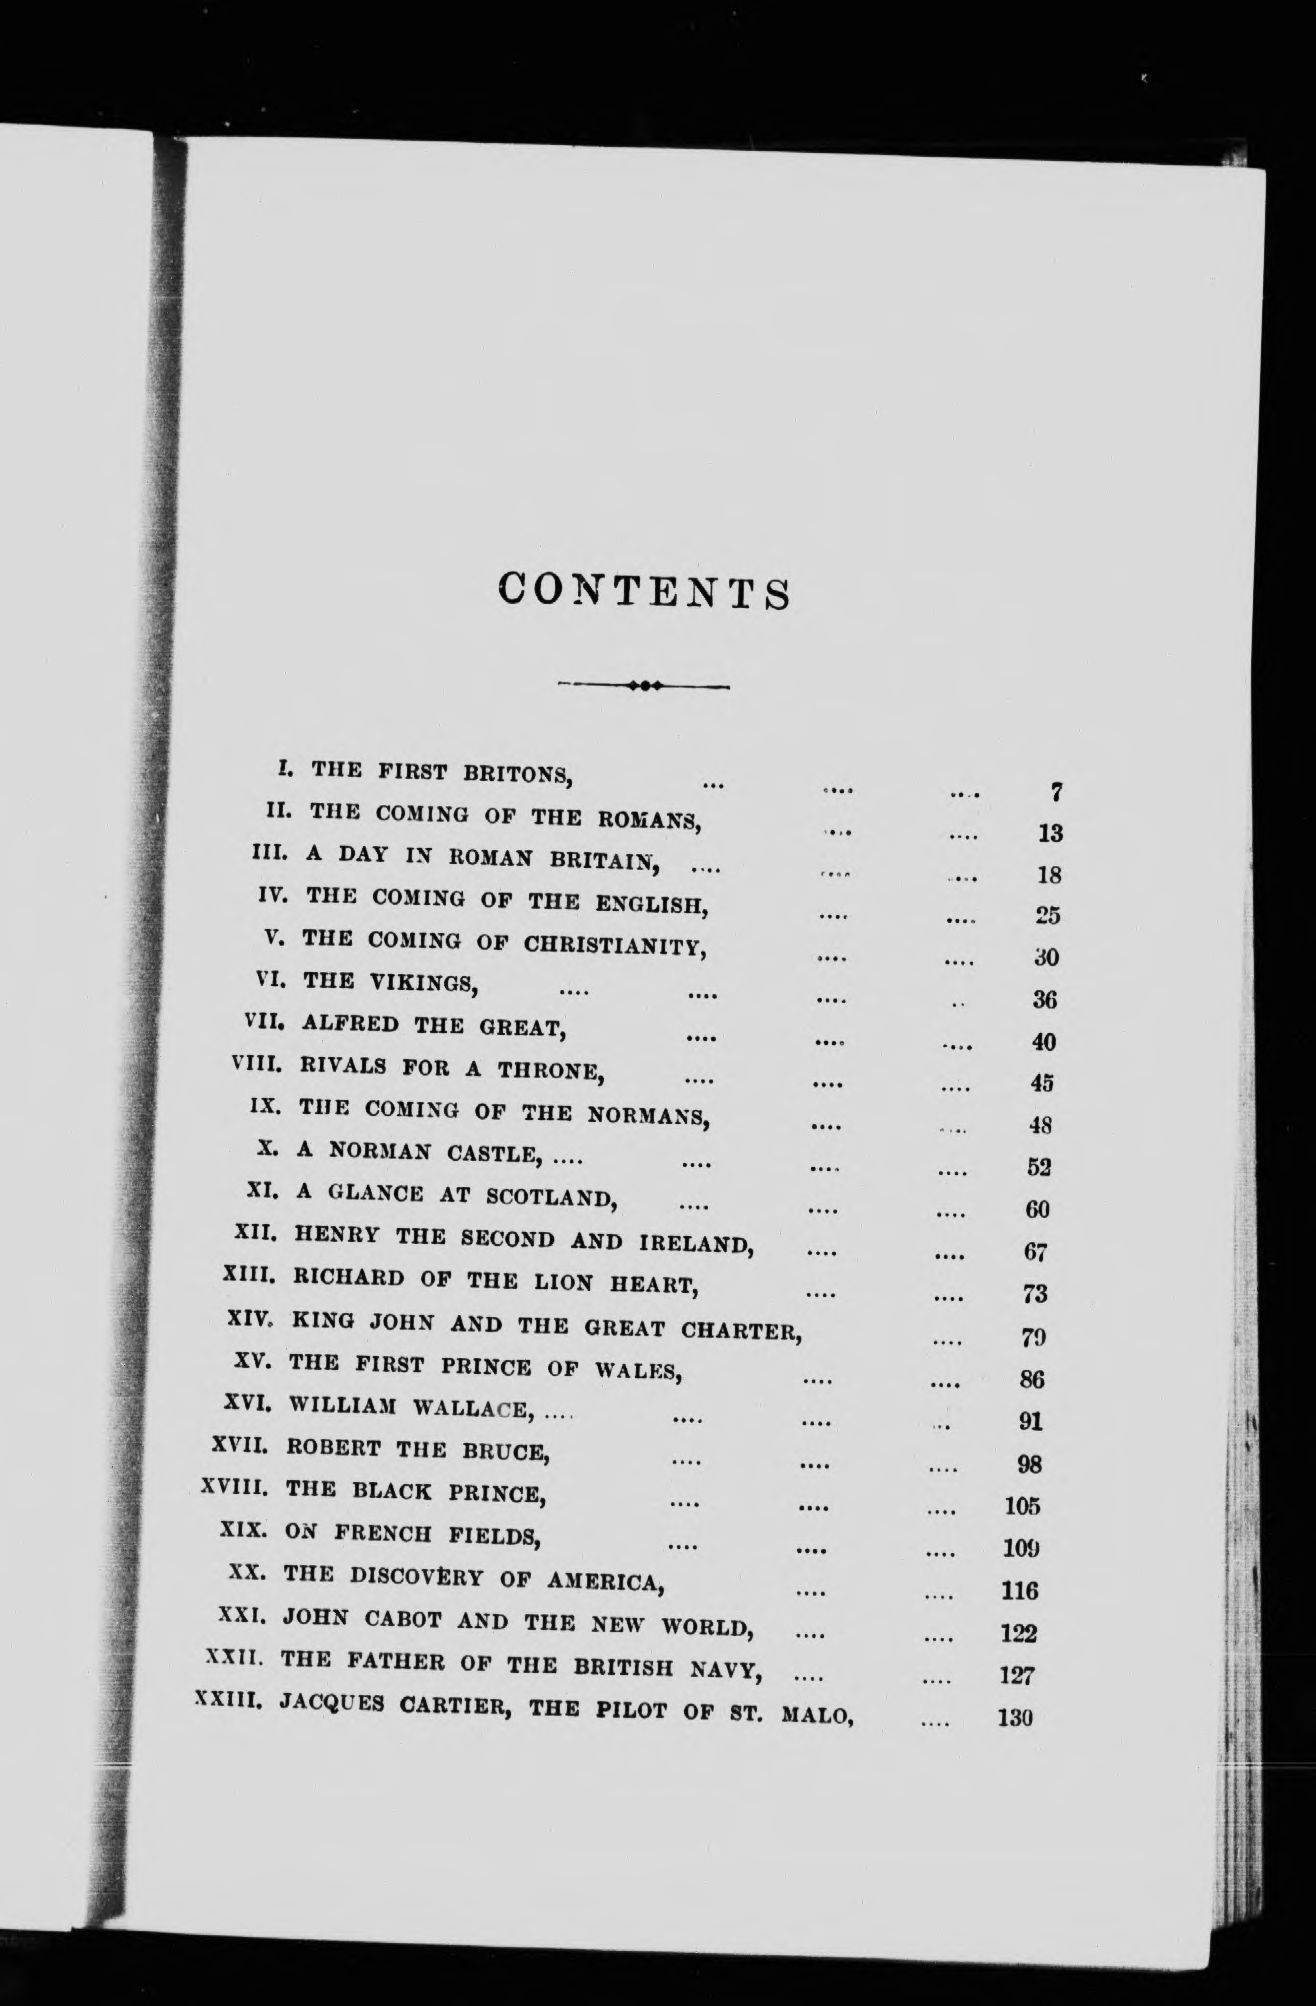 CONTENTS
I. THE FIRST BRITONS, ... .... .... 7
II. THE COMING OF THE ROMANS, .... .... 13
III. A DAY IN ROMAN BRITAIN, .... .... .... 18
IV. THE COMING OF THE ENGLISH, .... .... 25
V. THE COMING OF CHRISTIANITY, .... .... 30
VI. THE VIKINGS, .... .... .... .. 36
VII. ALFRED THE GREAT, .... .... .... 40
VIII. RIVALS FOR A THRONE, .... .... .... 45
IX. THE COMING OF THE NORMANS, .... .... 48
X. A NORMAN CASTLE, .... .... .... .... 52
XI. A GLANCE AT SCOTLAND, .... .... .... 60
XII. HENRY THE SECOND AND IRELAND, .... .... 67
XIII. RICHARD OF THE LION HEART, .... .... 73
XIV. KING JOHN AND THE GREAT CHARTER, .... 79
XV. THE FIRST PRINCE OF WALES, .... .... 86
XVI. WILLIAM WALLACE, .... .... .... ... 91
XVII. ROBERT THE BRUCE, .... .... .... 98
XVIII. THE BLACK PRINCE, .... .... .... 105
XIX. ON FRENCH FIELDS, .... .... .... 109
XX. THE DISCOVERY OF AMERICA, .... .... 116
XXI. JOHN CABOT AND THE NEW WORLD, .... .... 122
XXII. THE FATHER OF THE BRITISH NAVY, .... .... 127
XXIII. JACQUES CARTIER, THE PILOT OF ST. MALO, .... 130